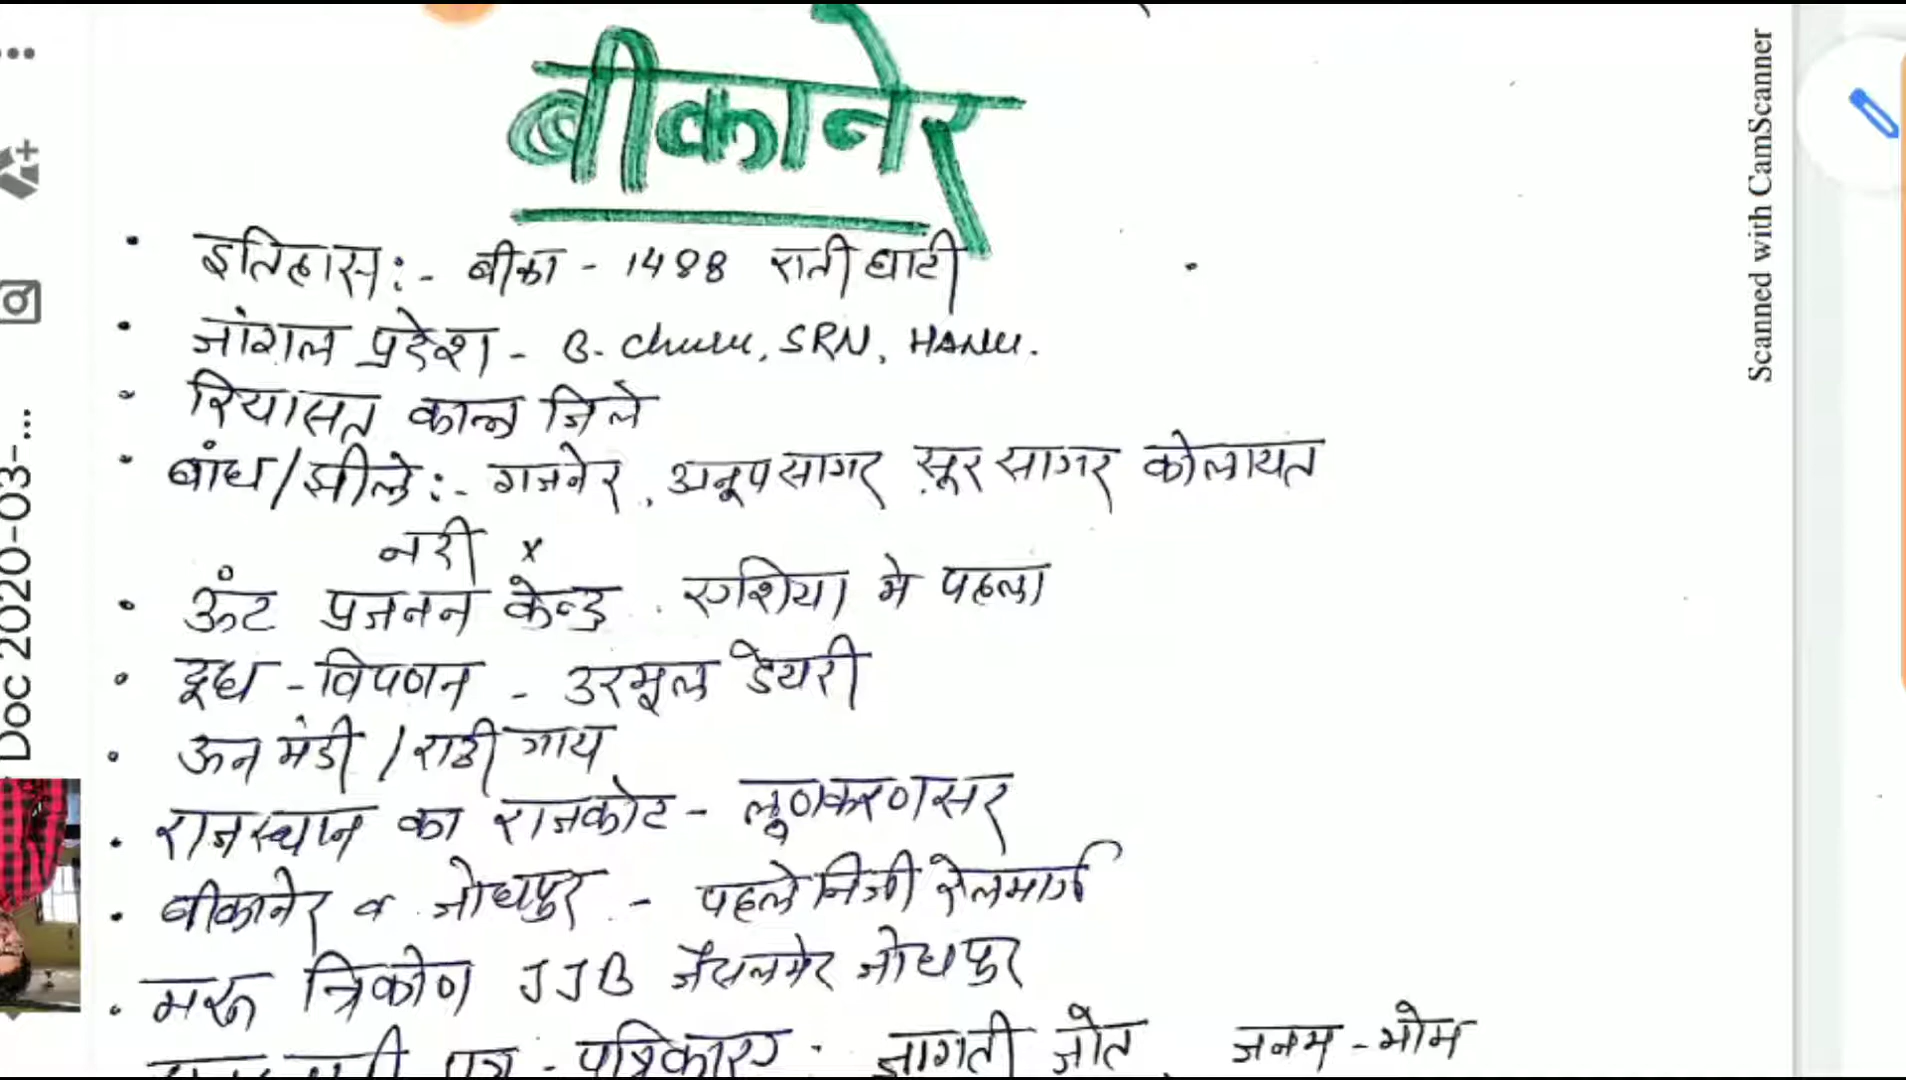 बीकानेर
• इतिहास :- बीका - 1488 राती घाटी
• जांगल प्रदेश - B. Churu, SRN, HANU.
- रियासत काल जिले
• बांध/झीले :- गजनेर, अनूपसागर सूरसागर कोलायत
नदी x
• ऊँट प्रजनन केन्द्र . एशिया मे पहला
• दूध - विपणन - उरमूल डेयरी
• ऊन मंडी / राठी गाय
• राजस्थान का राजकोट - लूणकरणसर
• बीकानेर व जोधपुर - पहले निजी रेलमार्ग
• मरू त्रिकोण JJB जैसलमेर जोधपुर
पत्र - पत्रिकाए : जागती जोत, जनम - भोम
Scanned with CamScanner
Doc 2020-03-...